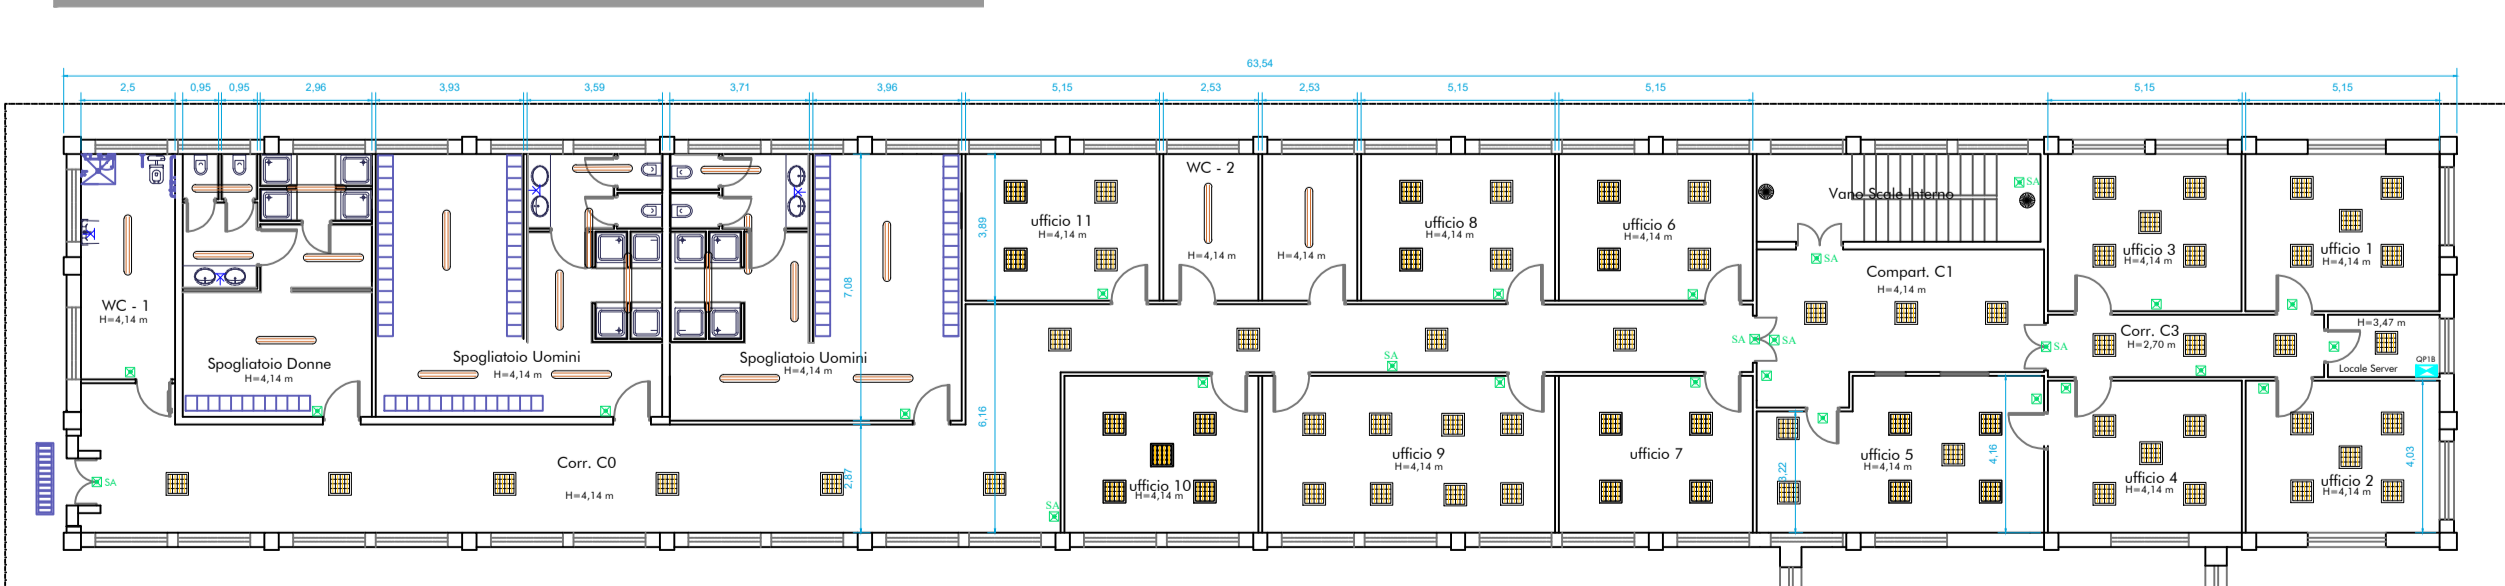 63,54
2,5
0,95
0,95
2,96
3,93
3,59
3,71
3,96
5,15
2,53
2,53
5,15
5,15
5,15
5,15
WC - 1
H=4,14 m
Spogliatoio Donne
H=4,14 m
Spogliatoio Uomini
H=4,14 m
Spogliatoio Uomini
H=4,14 m
7,08
3,89
ufficio 11
H=4,14 m
WC - 2
H=4,14 m
H=4,14 m
ufficio 8
H=4,14 m
ufficio 6
H=4,14 m
Vano Scale Interno
SA
SA
Compart. C1
H=4,14 m
ufficio 3
H=4,14 m
ufficio 1
H=4,14 m
SA
SA
SA
SA
Corr. C3
H=2,70 m
H=3,47 m
QP1B
Locale Server
Corr. C0
H=4,14 m
SA
2,87
6,16
SA
ufficio 10
H=4,14 m
ufficio 9
H=4,14 m
ufficio 7
3,22
ufficio 5
H=4,14 m
4,16
ufficio 4
H=4,14 m
ufficio 2
H=4,14 m
4,03